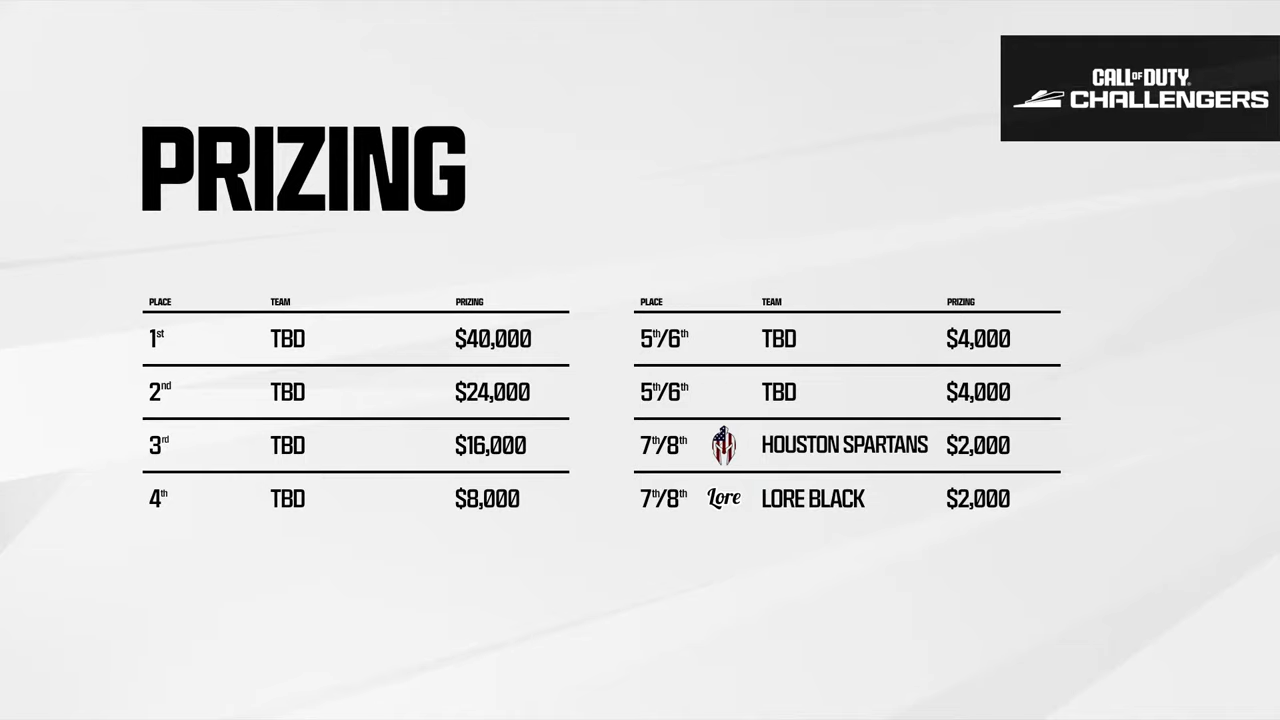 CALL OF DUTY
CHALLENGERS
PRIZING
PLACE TEAM PRIZING
1st TBD $40,000
2nd TBD $24,000
3rd TBD $16,000
4th TBD $8,000
PLACE TEAM PRIZING
5th/6th TBD $4,000
5th/6th TBD $4,000
7th/8th HOUSTON SPARTANS $2,000
7th/8th Lore LORE BLACK $2,000